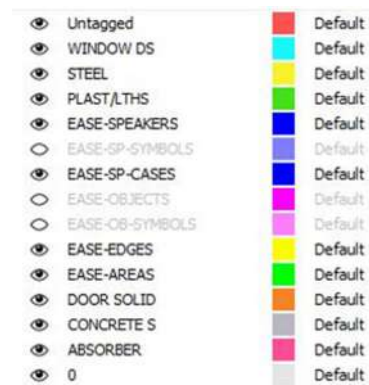 Untagged Default
WINDOW DS Default
STEEL Default
PLAST/LTHS Default
EASE-SPEAKERS Default
EASE-SP-SYMBOLS Default
EASE-SP-CASES Default
EASE-OBJECTS Default
EASE-OB-SYMBOLS Default
EASE-EDGES Default
EASE-AREAS Default
DOOR SOLID Default
CONCRETE S Default
ABSORBER Default
0 Default